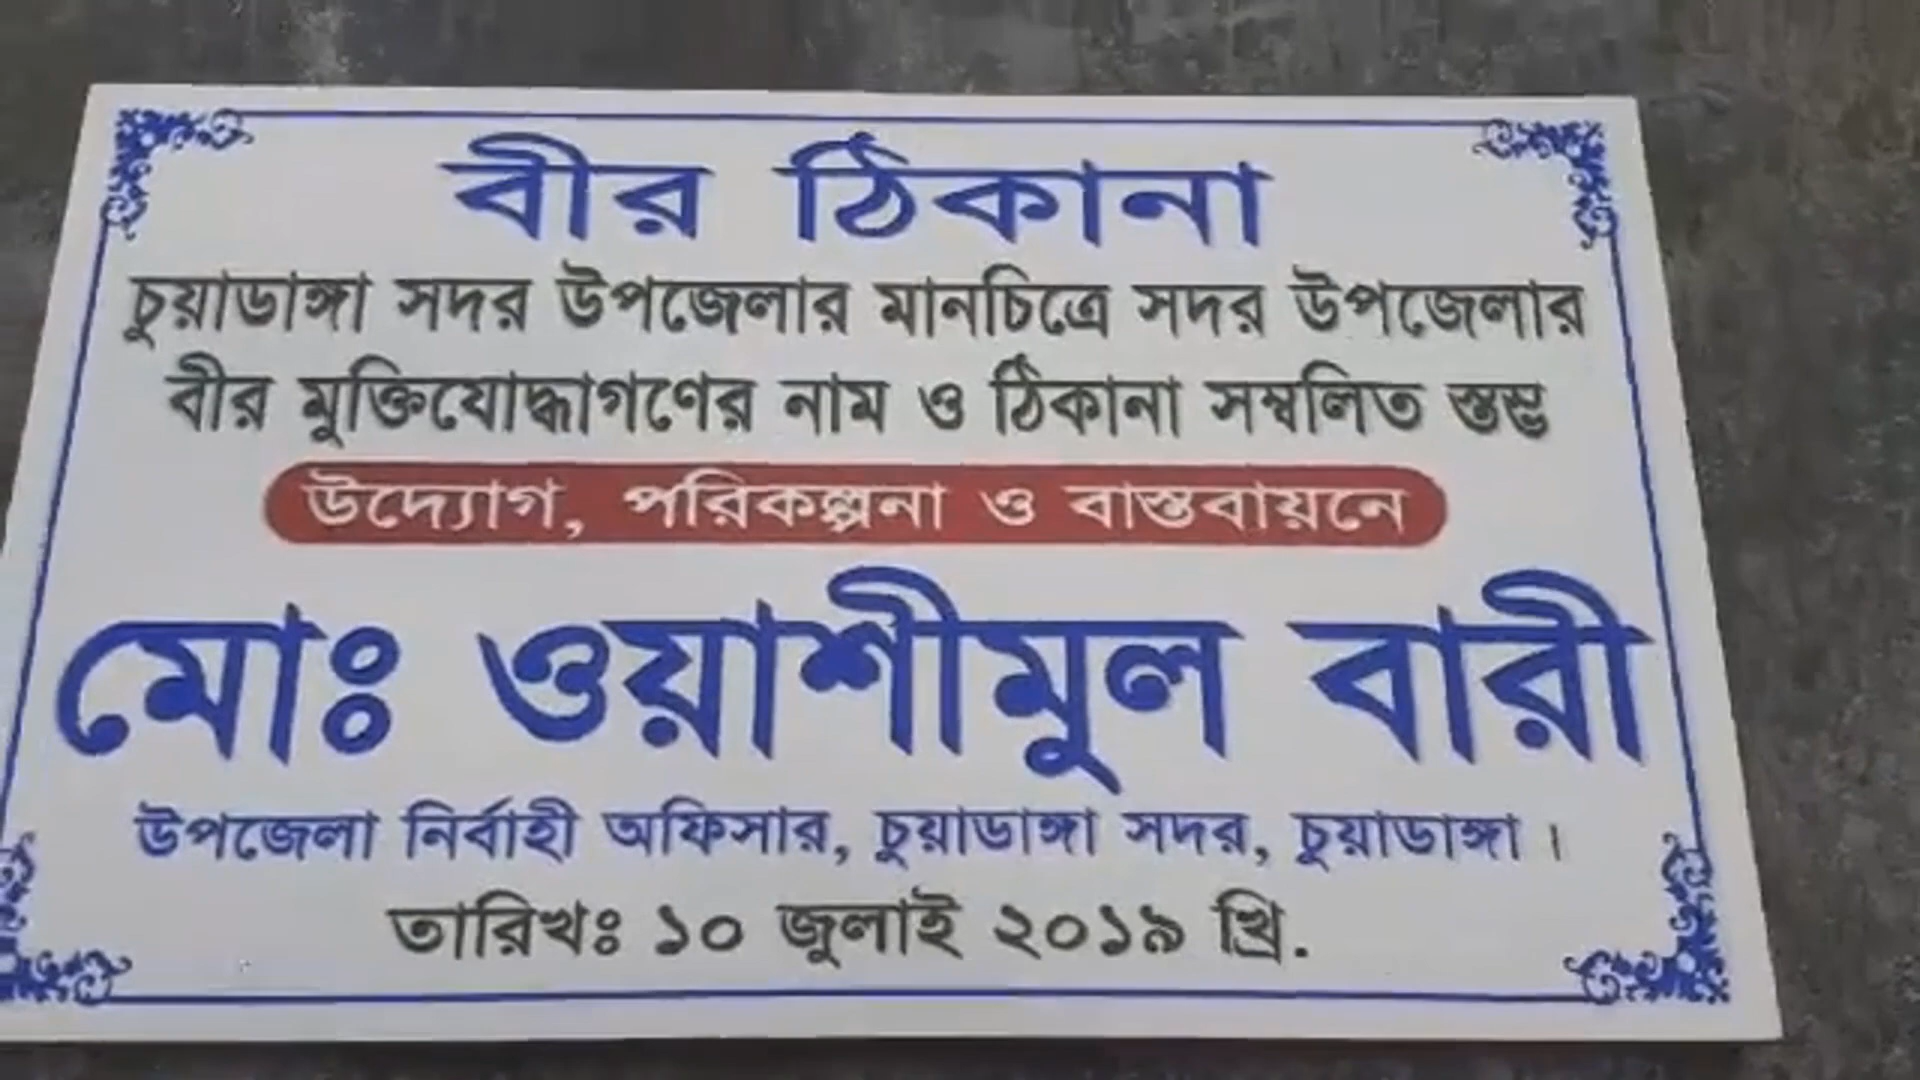 বীর ঠিকানা
চুয়াডাঙ্গা সদর উপজেলার মানচিত্রে সদর উপজেলার
বীর মুক্তিযোদ্ধাগণের নাম ও ঠিকানা সম্বলিত স্তম্ভ
উদ্যোগ, পরিকল্পনা ও বাস্তবায়নে
মোঃ ওয়াশীমুল বারী
উপজেলা নির্বাহী অফিসার, চুয়াডাঙ্গা সদর, চুয়াডাঙ্গা।
তারিখঃ ১০ জুলাই ২০১৯ খ্রি.